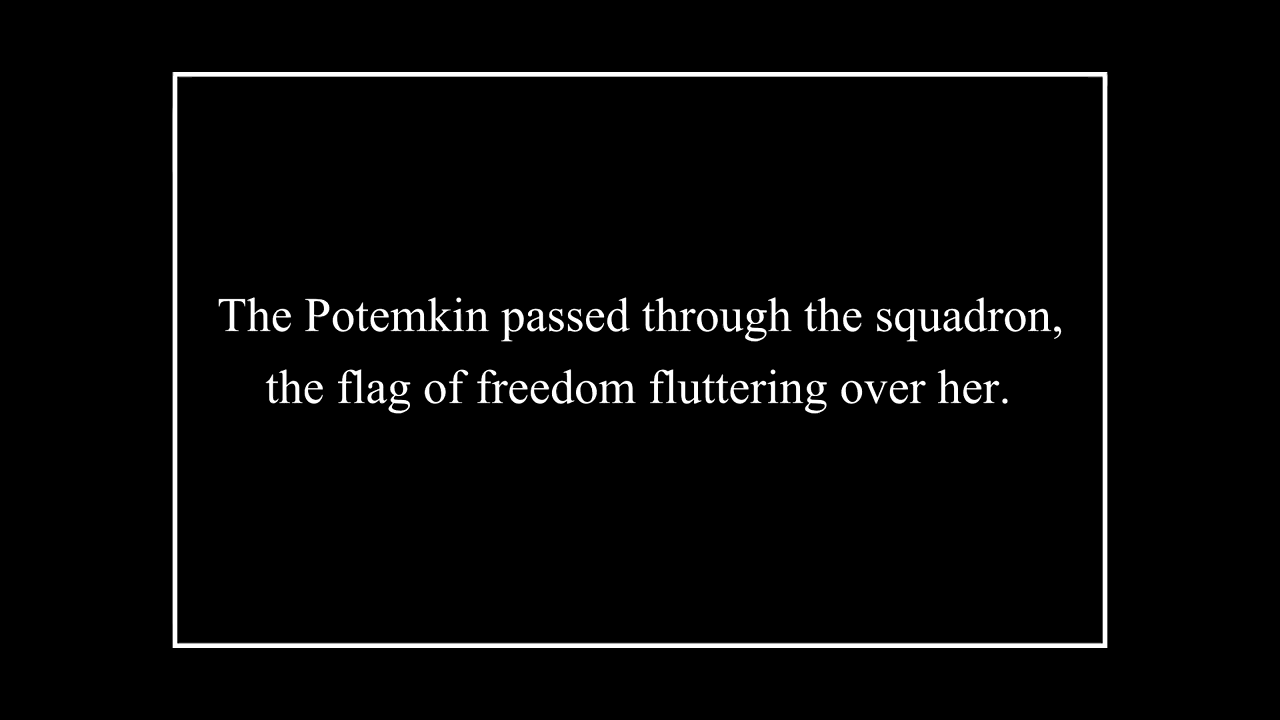 The Potemkin passed through the squadron,
the flag of freedom fluttering over her.